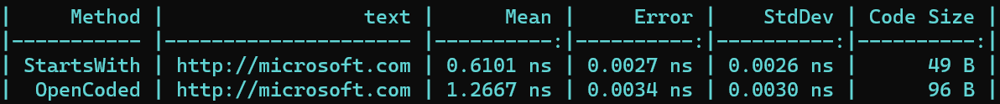 |     Method |                 text |      Mean |     Error |    StdDev | Code Size |
|----------- |--------------------- |----------:|----------:|----------:|----------:|
| StartsWith | http://microsoft.com | 0.6101 ns | 0.0027 ns | 0.0026 ns |      49 B |
|  OpenCoded | http://microsoft.com | 1.2667 ns | 0.0034 ns | 0.0030 ns |      96 B |